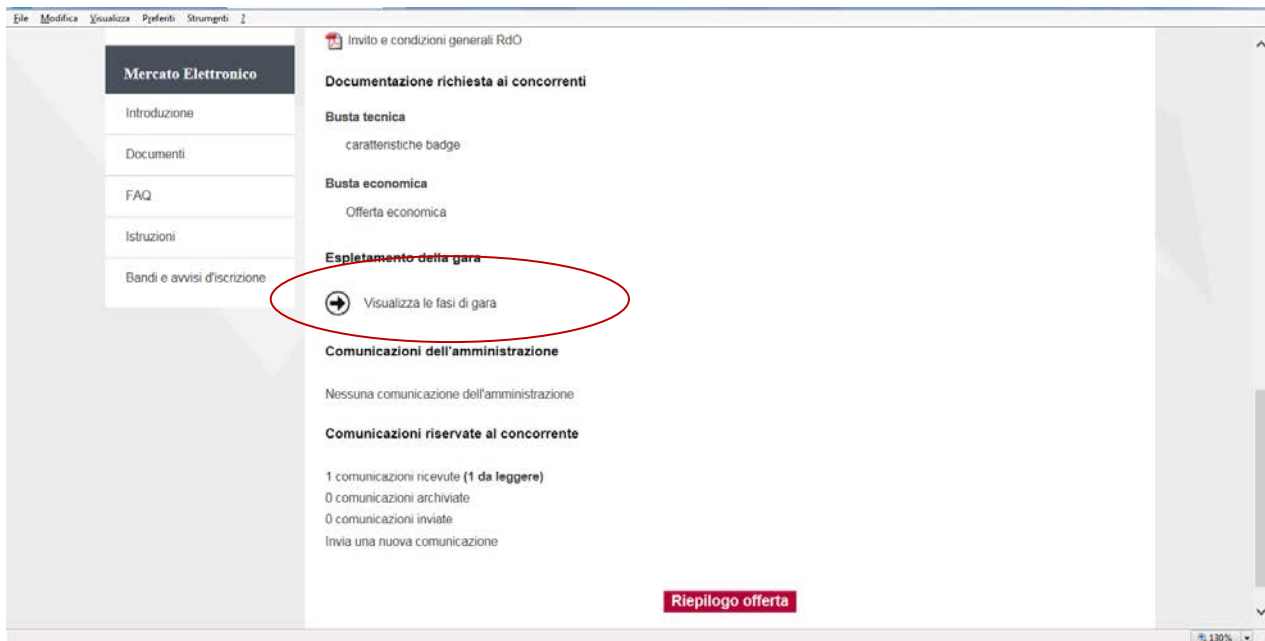 File Modifica Visualizza Preferiti Strumenti ?
Invito e condizioni generali RdO
Mercato Elettronico
Introduzione
Documenti
FAQ
Istruzioni
Bandi e avvisi d'iscrizione
Documentazione richiesta ai concorrenti
Busta tecnica
caratteristiche badge
Busta economica
Offerta economica
Espletamento della gara
Visualizza le fasi di gara
Comunicazioni dell'amministrazione
Nessuna comunicazione dell'amministrazione
Comunicazioni riservate al concorrente
1 comunicazioni ricevute (1 da leggere)
0 comunicazioni archiviate
0 comunicazioni inviate
Invia una nuova comunicazione
Riepilogo offerta
130%